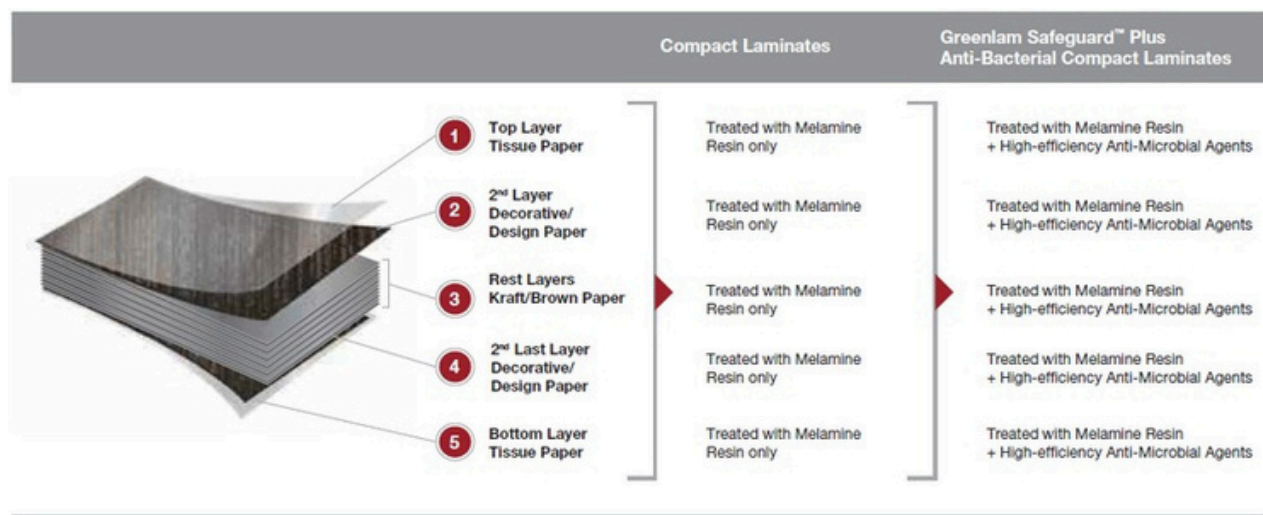 Compact Laminates
Greenlam Safeguard™ Plus
Anti-Bacterial Compact Laminates
1
Top Layer
Tissue Paper
Treated with Melamine
Resin only
Treated with Melamine Resin
+ High-efficiency Anti-Microbial Agents
2
2nd Layer
Decorative/
Design Paper
Treated with Melamine
Resin only
Treated with Melamine Resin
+ High-efficiency Anti-Microbial Agents
3
Rest Layers
Kraft/Brown Paper
Treated with Melamine
Resin only
Treated with Melamine Resin
+ High-efficiency Anti-Microbial Agents
4
2nd Last Layer
Decorative/
Design Paper
Treated with Melamine
Resin only
Treated with Melamine Resin
+ High-efficiency Anti-Microbial Agents
5
Bottom Layer
Tissue Paper
Treated with Melamine
Resin only
Treated with Melamine Resin
+ High-efficiency Anti-Microbial Agents